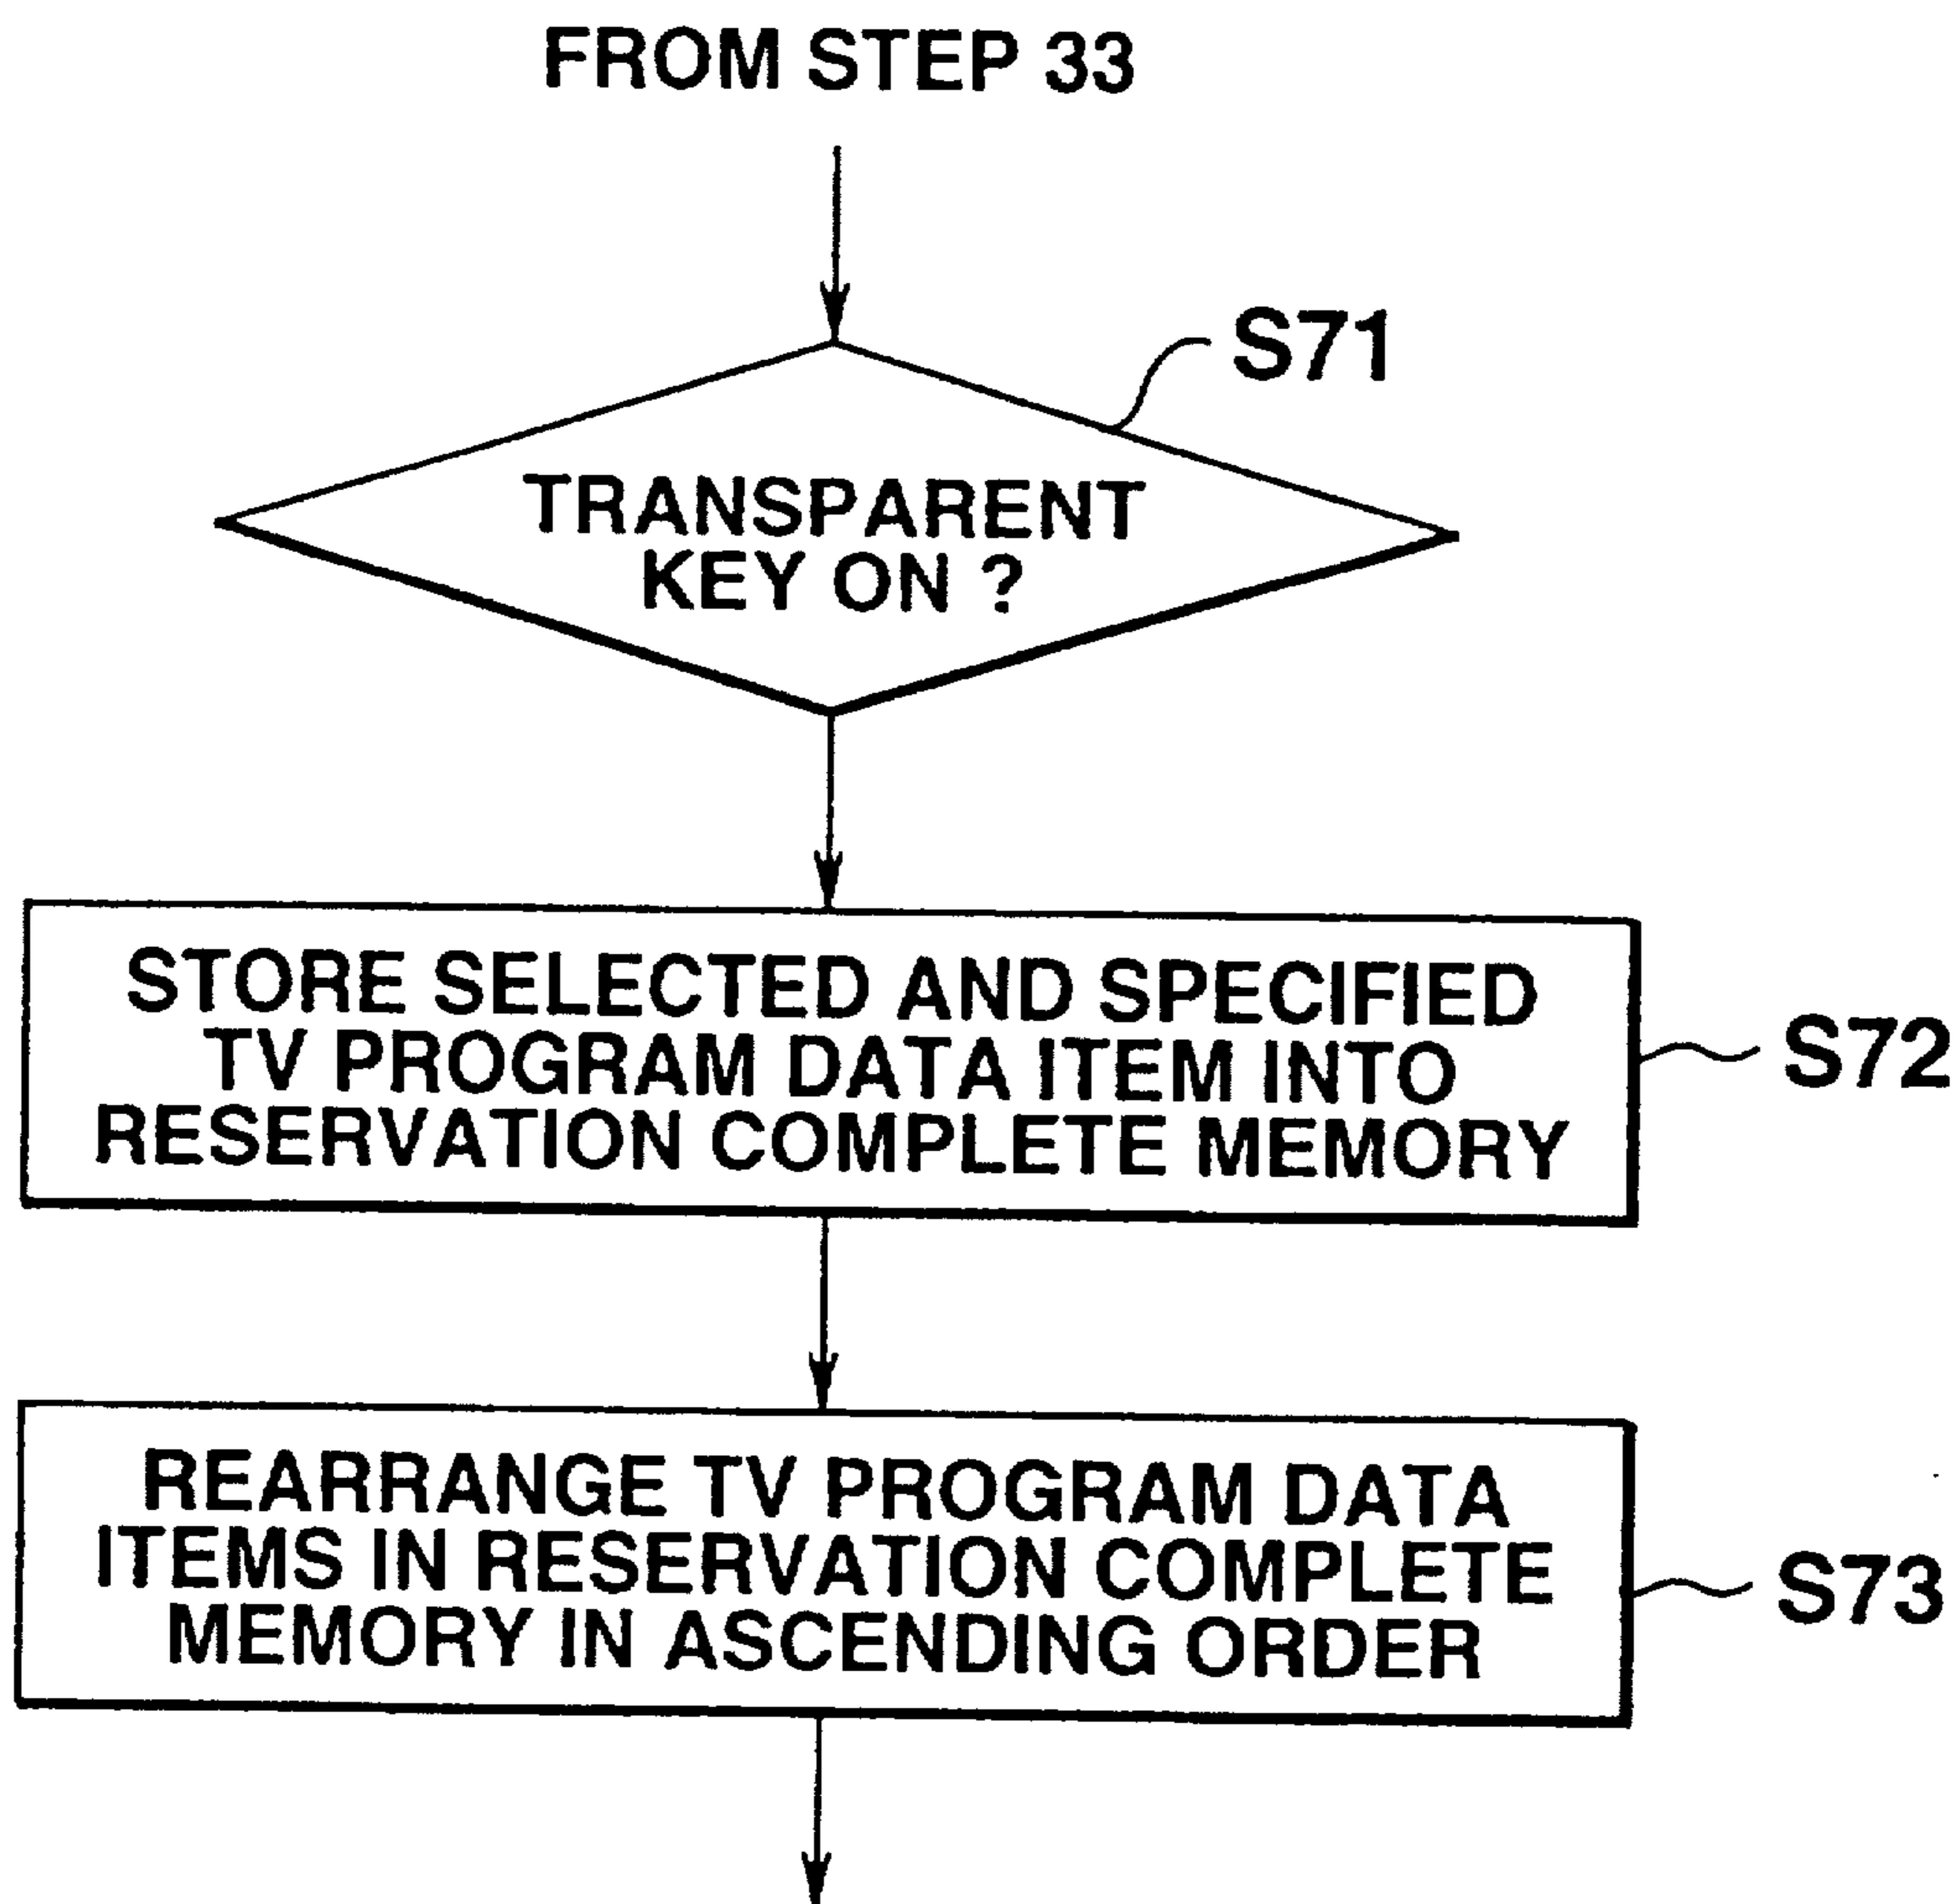 FROM STEP 33
S71
TRANSPARENT
KEY ON ?
STORE SELECTED AND SPECIFIED
TV PROGRAM DATA ITEM INTO
RESERVATION COMPLETE MEMORY
S72
REARRANGE TV PROGRAM DATA
ITEMS IN RESERVATION COMPLETE
MEMORY IN ASCENDING ORDER
S73